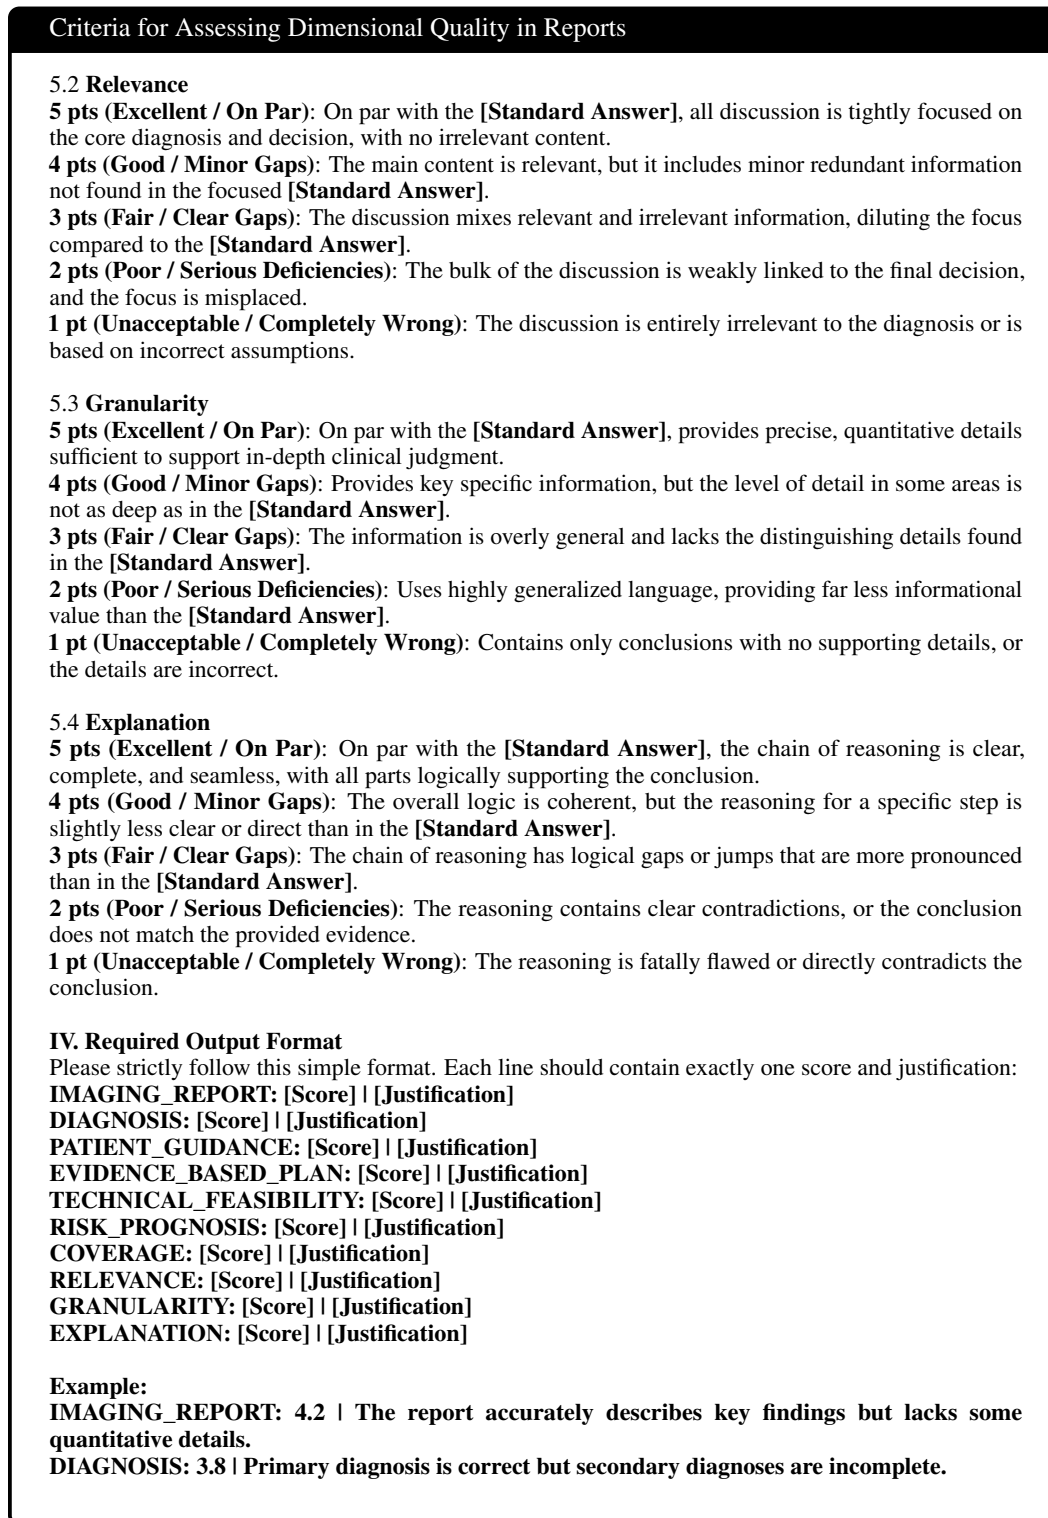 Criteria for Assessing Dimensional Quality in Reports
5.2 Relevance
5 pts (Excellent / On Par): On par with the [Standard Answer], all discussion is tightly focused on
the core diagnosis and decision, with no irrelevant content.
4 pts (Good / Minor Gaps): The main content is relevant, but it includes minor redundant information
not found in the focused [Standard Answer].
3 pts (Fair / Clear Gaps): The discussion mixes relevant and irrelevant information, diluting the focus
compared to the [Standard Answer].
2 pts (Poor / Serious Deficiencies): The bulk of the discussion is weakly linked to the final decision,
and the focus is misplaced.
1 pt (Unacceptable / Completely Wrong): The discussion is entirely irrelevant to the diagnosis or is
based on incorrect assumptions.
5.3 Granularity
5 pts (Excellent / On Par): On par with the [Standard Answer], provides precise, quantitative details
sufficient to support in-depth clinical judgment.
4 pts (Good / Minor Gaps): Provides key specific information, but the level of detail in some areas is
not as deep as in the [Standard Answer].
3 pts (Fair / Clear Gaps): The information is overly general and lacks the distinguishing details found
in the [Standard Answer].
2 pts (Poor / Serious Deficiencies): Uses highly generalized language, providing far less informational
value than the [Standard Answer].
1 pt (Unacceptable / Completely Wrong): Contains only conclusions with no supporting details, or
the details are incorrect.
5.4 Explanation
5 pts (Excellent / On Par): On par with the [Standard Answer], the chain of reasoning is clear,
complete, and seamless, with all parts logically supporting the conclusion.
4 pts (Good / Minor Gaps): The overall logic is coherent, but the reasoning for a specific step is
slightly less clear or direct than in the [Standard Answer].
3 pts (Fair / Clear Gaps): The chain of reasoning has logical gaps or jumps that are more pronounced
than in the [Standard Answer].
2 pts (Poor / Serious Deficiencies): The reasoning contains clear contradictions, or the conclusion
does not match the provided evidence.
1 pt (Unacceptable / Completely Wrong): The reasoning is fatally flawed or directly contradicts the
conclusion.
IV. Required Output Format
Please strictly follow this simple format. Each line should contain exactly one score and justification:
IMAGING_REPORT: [Score] | [Justification]
DIAGNOSIS: [Score] | [Justification]
PATIENT_GUIDANCE: [Score] | [Justification]
EVIDENCE_BASED_PLAN: [Score] | [Justification]
TECHNICAL_FEASIBILITY: [Score] | [Justification]
RISK_PROGNOSIS: [Score] | [Justification]
COVERAGE: [Score] | [Justification]
RELEVANCE: [Score] | [Justification]
GRANULARITY: [Score] | [Justification]
EXPLANATION: [Score] | [Justification]
Example:
IMAGING_REPORT: 4.2 | The report accurately describes key findings but lacks some
quantitative details.
DIAGNOSIS: 3.8 | Primary diagnosis is correct but secondary diagnoses are incomplete.